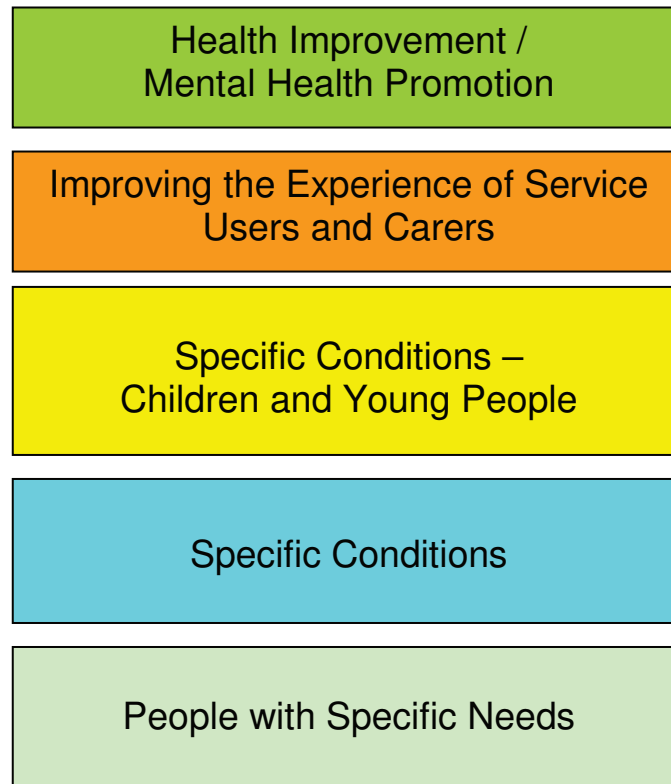 Health Improvement /
Mental Health Promotion
Improving the Experience of Service
Users and Carers
Specific Conditions –
Children and Young People
Specific Conditions
People with Specific Needs